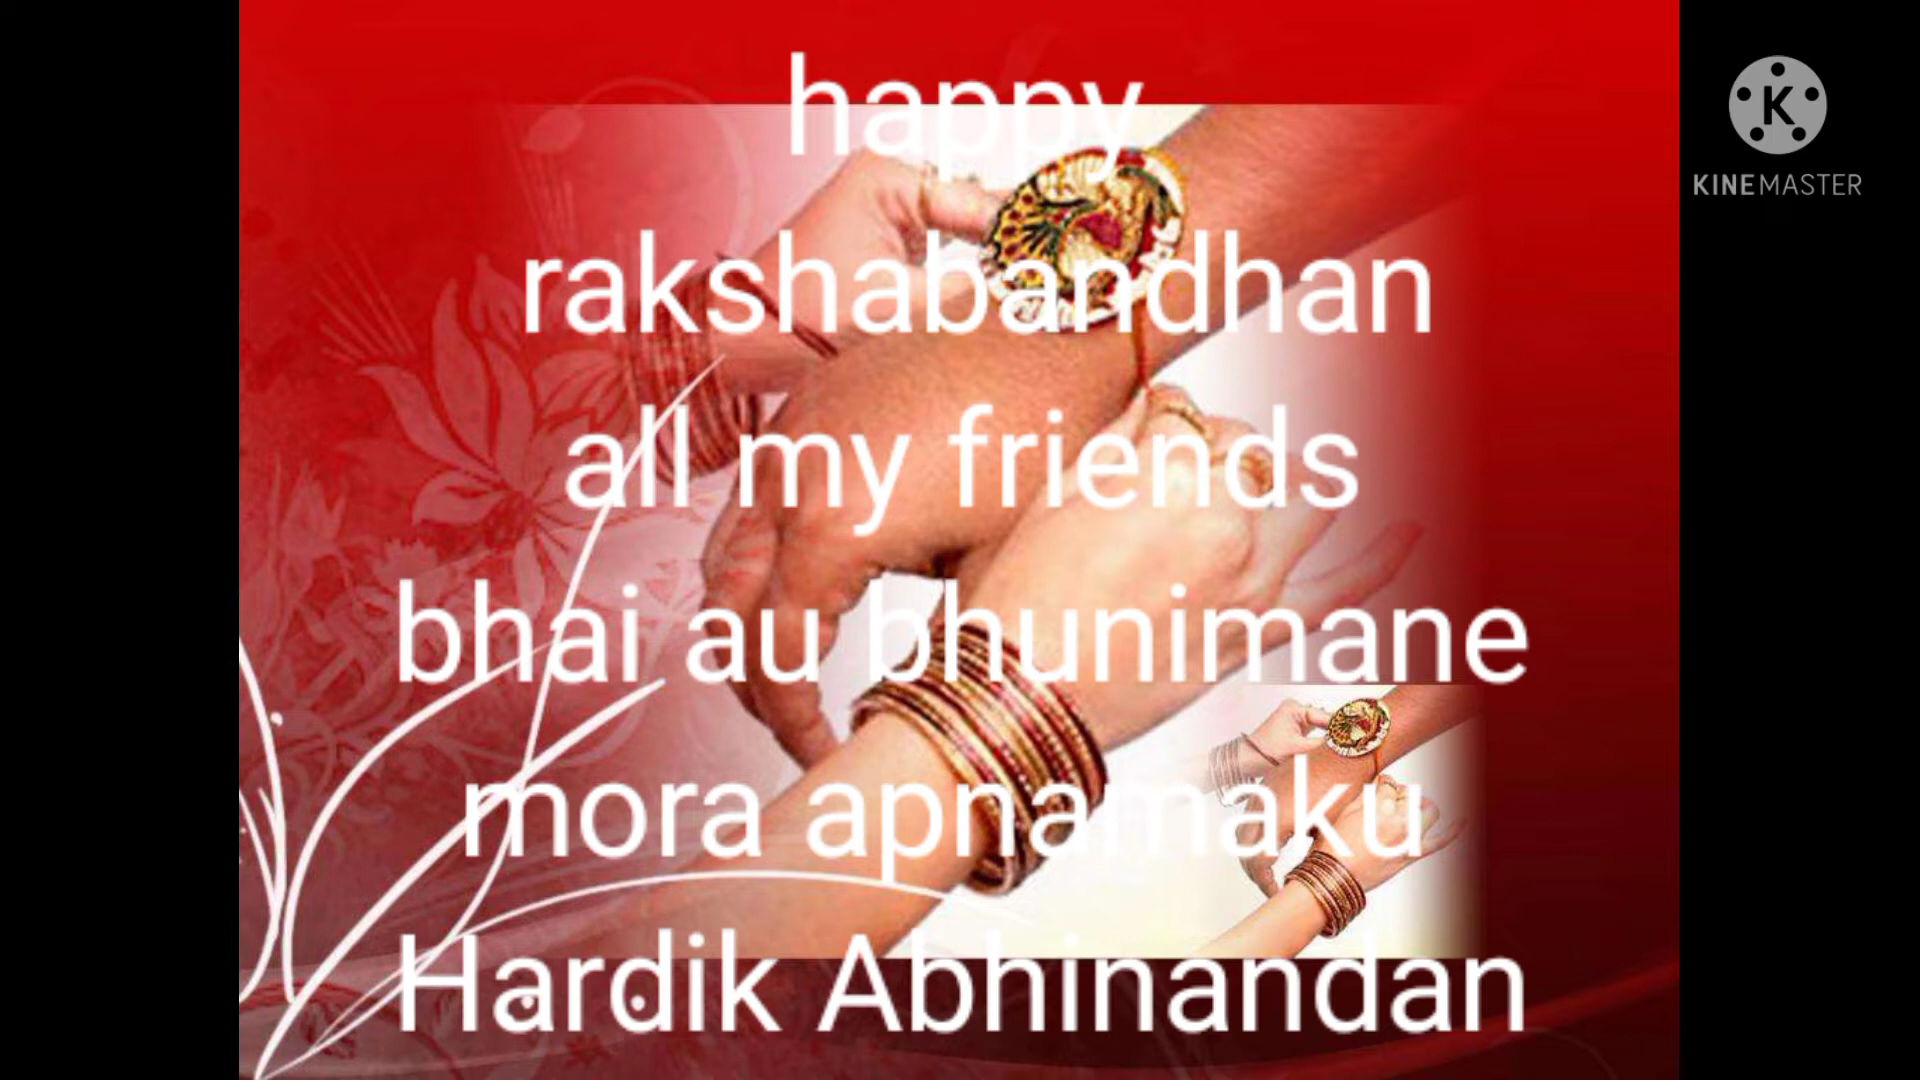 happy
rakshabandhan
all my friends
bhai au bhunimane
mora apnamaku
Hardik Abhinandan
K
KINEMASTER